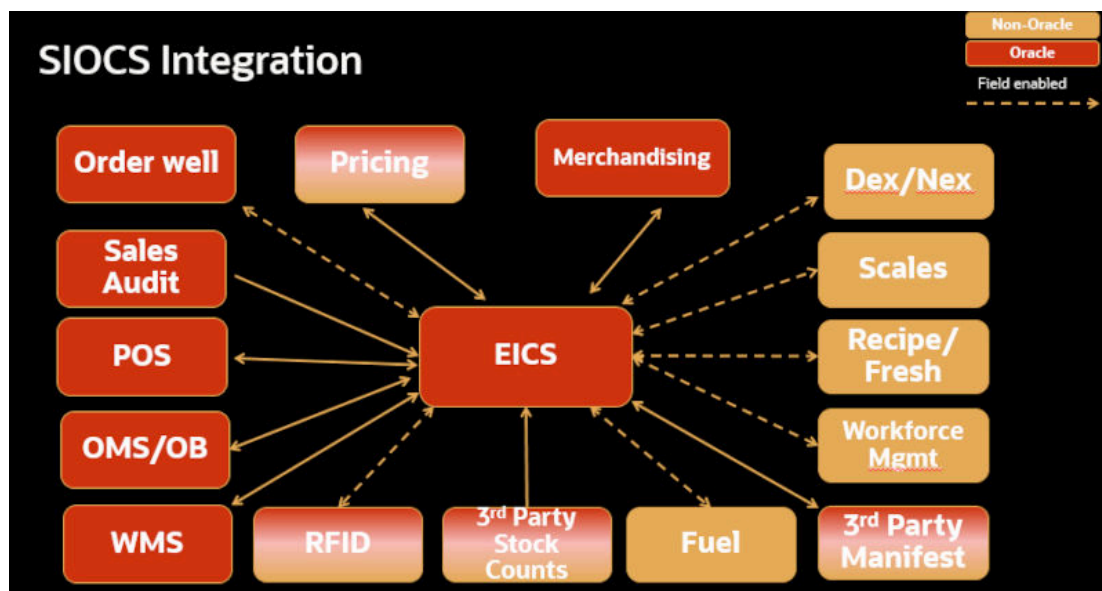 SIOCS Integration
Non-Oracle
Oracle
Field enabled
Order well
Pricing
Merchandising
Dex/Nex
Sales
Audit
Scales
POS
EICS
Recipe/
Fresh
OMS/OB
Workforce
Mgmt
WMS
RFID
3rd Party
Stock
Counts
Fuel
3rd Party
Manifest